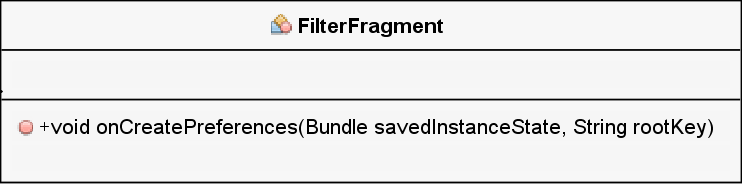 FilterFragment
+void onCreatePreferences(Bundle savedInstanceState, String rootKey)